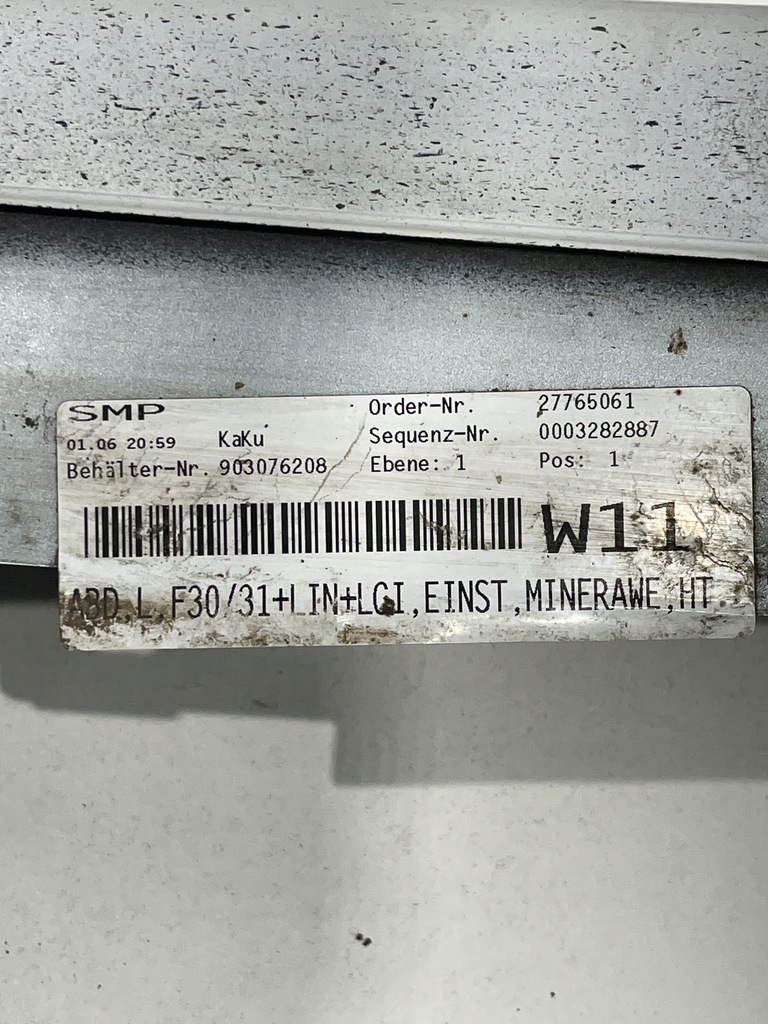 SMP
Order-Nr. 27765061
01.06 20:59 KaKu Sequenz-Nr. 0003282887
Behälter-Nr. 903076208 Ebene: 1 Pos: 1
W11
ABD L F30/31+LIN+LCI,EINST,MINERAWE,HT